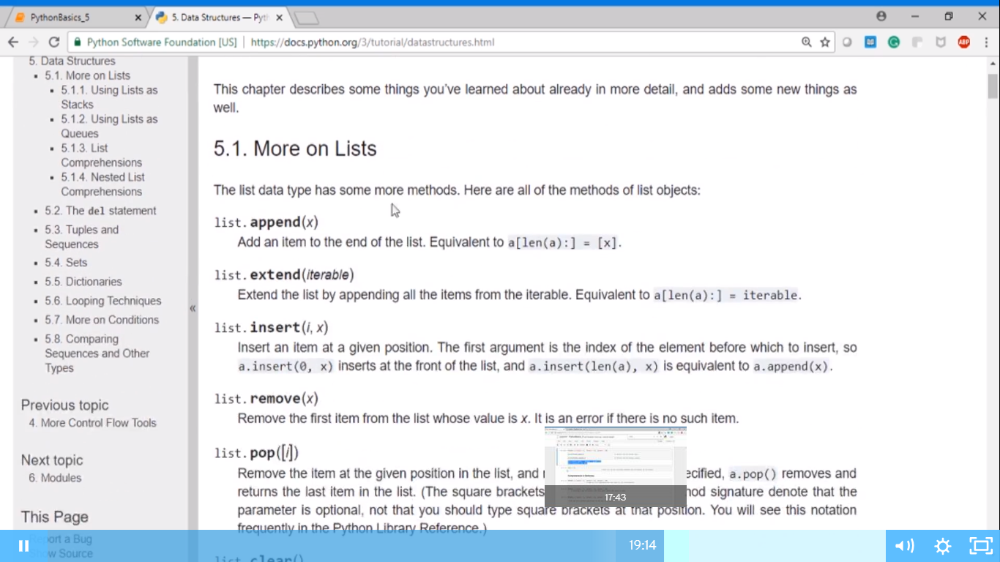 PythonBasics_5
5. Data Structures — Pyt
Python Software Foundation [US] https://docs.python.org/3/tutorial/datastructures.html
ABP
5. Data Structures
5.1. More on Lists
5.1.1. Using Lists as
Stacks
5.1.2. Using Lists as
Queues
5.1.3. List
Comprehensions
5.1.4. Nested List
Comprehensions
5.2. The del statement
5.3. Tuples and
Sequences
5.4. Sets
5.5. Dictionaries
5.6. Looping Techniques
5.7. More on Conditions
5.8. Comparing
Sequences and Other
Types
Previous topic
4. More Control Flow Tools
Next topic
6. Modules
This Page
ort a Bug
w Source
«
This chapter describes some things you’ve learned about already in more detail, and adds some new things as
well.
5.1. More on Lists
The list data type has some more methods. Here are all of the methods of list objects:
list.append(x)
Add an item to the end of the list. Equivalent to a[len(a):] = [x].
list.extend(iterable)
Extend the list by appending all the items from the iterable. Equivalent to a[len(a):] = iterable.
list.insert(i, x)
Insert an item at a given position. The first argument is the index of the element before which to insert, so
a.insert(0, x) inserts at the front of the list, and a.insert(len(a), x) is equivalent to a.append(x).
list.remove(x)
Remove the first item from the list whose value is x. It is an error if there is no such item.
list.pop([i])
Remove the item at the given position in the list, and ecified, a.pop() removes and
returns the last item in the list. (The square brackets hod signature denote that the
parameter is optional, not that you should type square brackets at that position. You will see this notation
frequently in the Python Library Reference.)
list.clear()
17:43
19:14